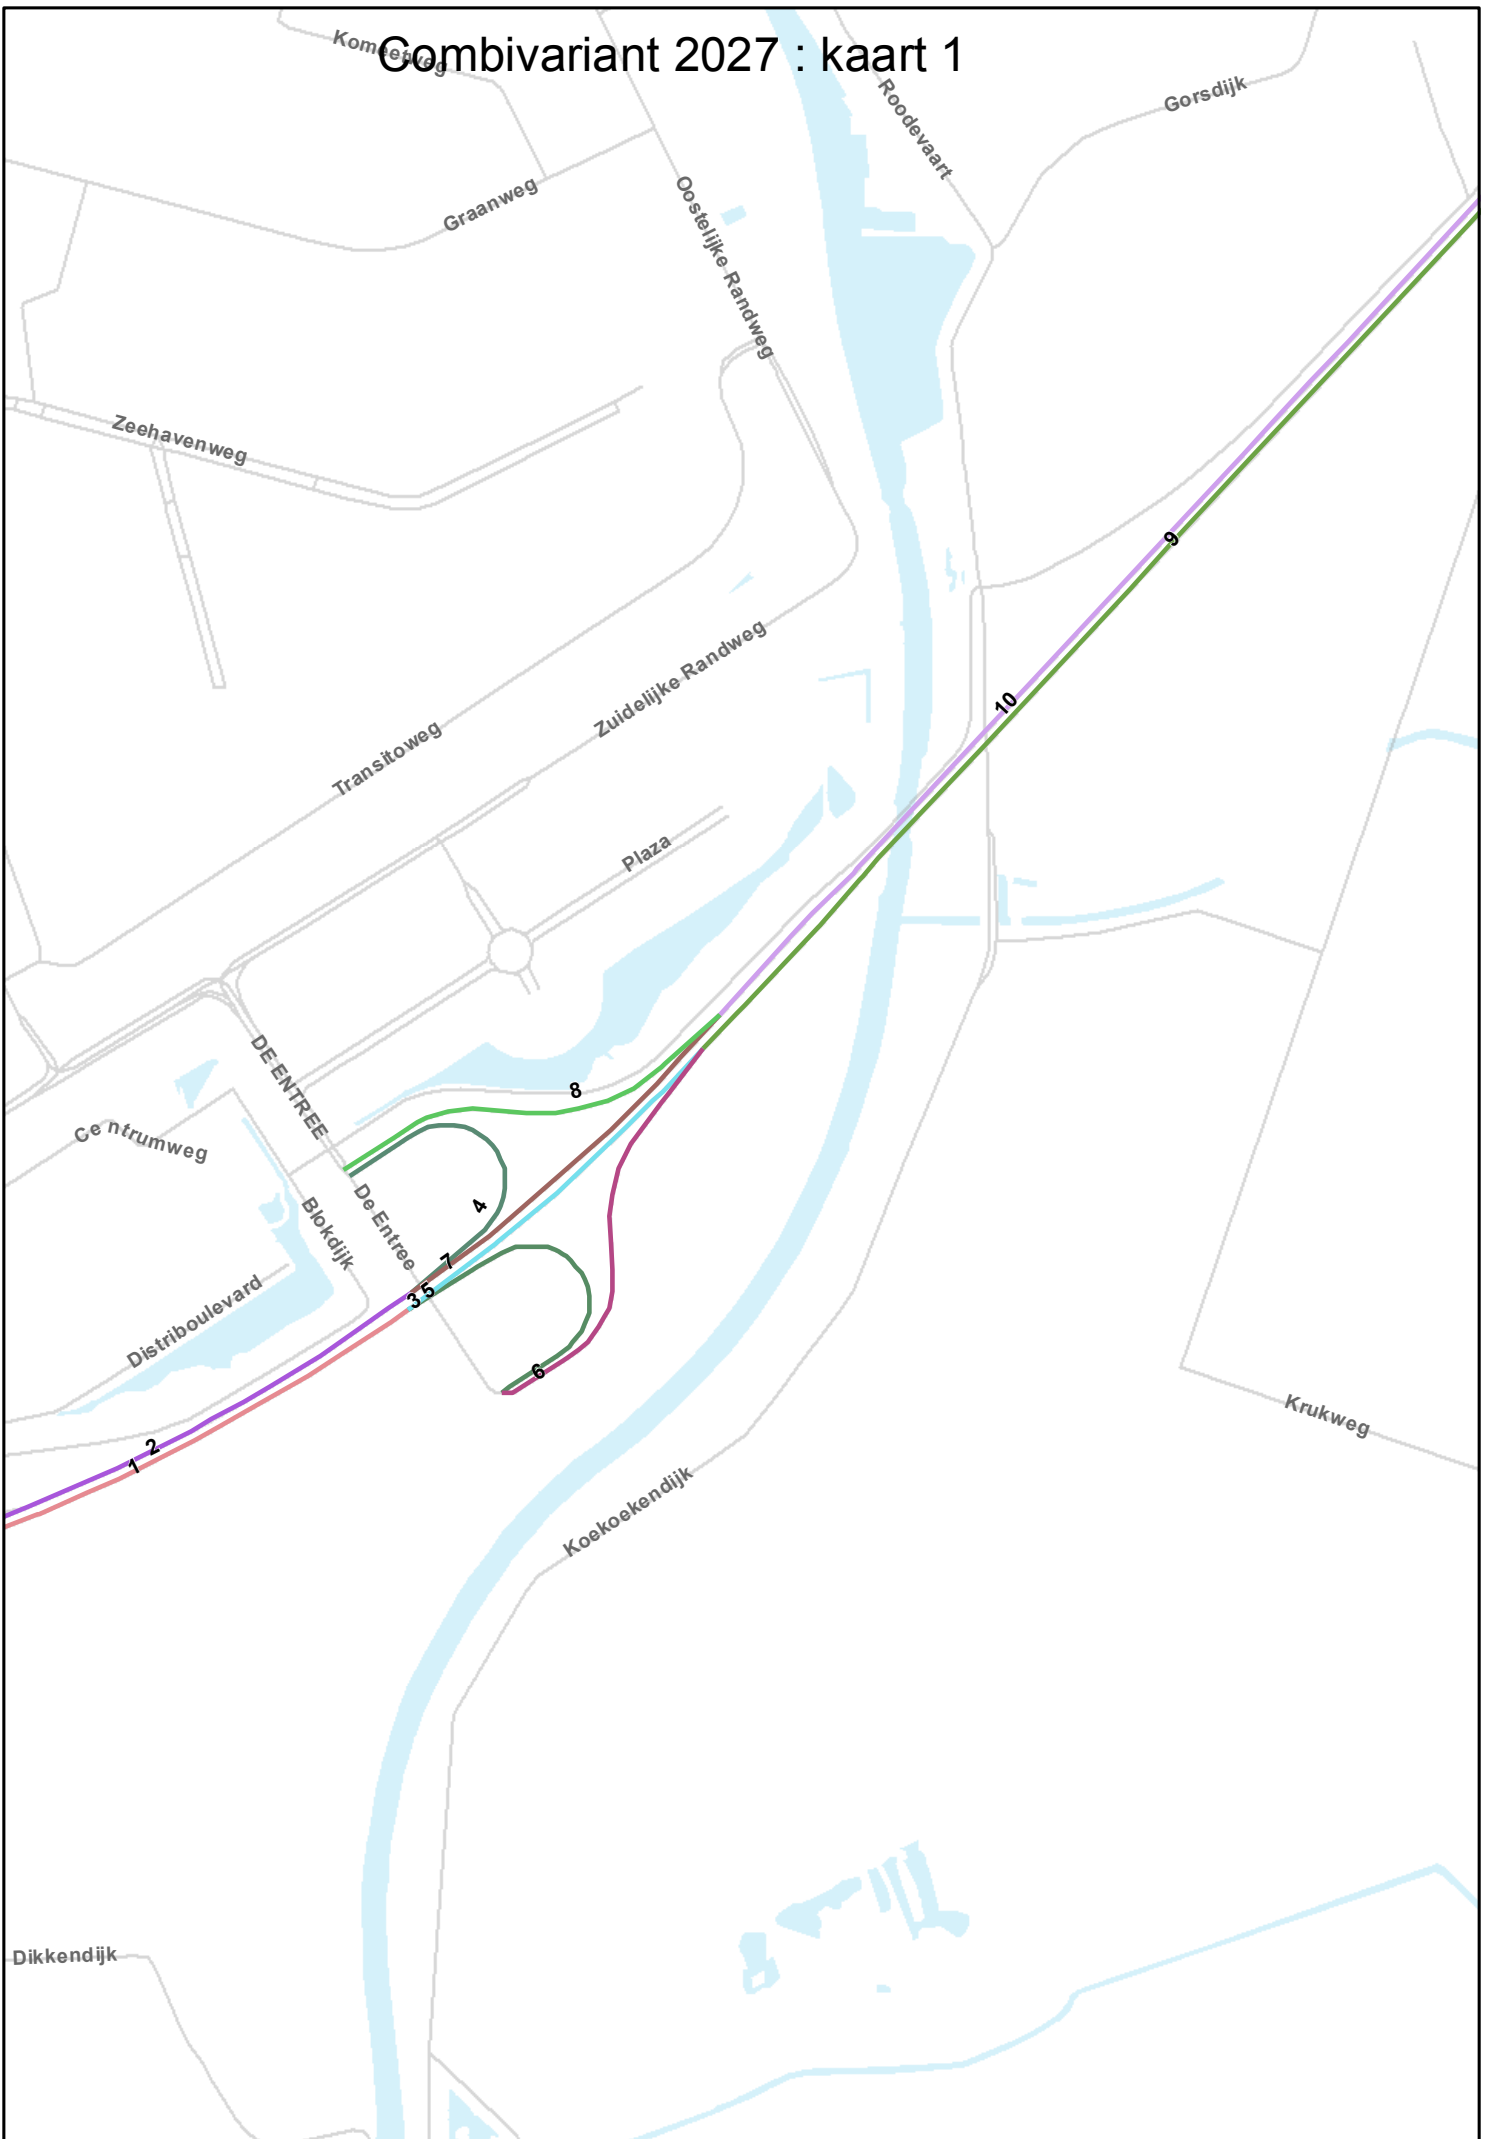 Combivariant 2027 : kaart 1
Kometweg
Roodevaart
Gorsdijk
Graanweg
Oostelijke Randweg
Zeehavenweg
9
Zuidelijke Randweg
10
Transitoweg
Plaza
DE ENTREE
8
Centrumweg
4
De Entree
Blokdijk
7
3
5
Distriboulevard
6
Krukweg
2
1
Koekoekendijk
Dikkendijk